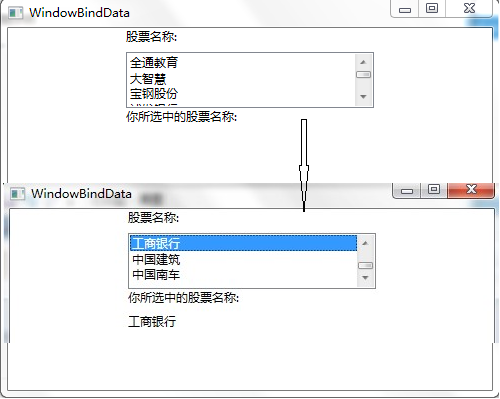 WindowBindData
股票名称:
全通教育
大智慧
宝钢股份
你所选中的股票名称:
WindowBindData
股票名称:
工商银行
中国建筑
中国南车
你所选中的股票名称:
工商银行